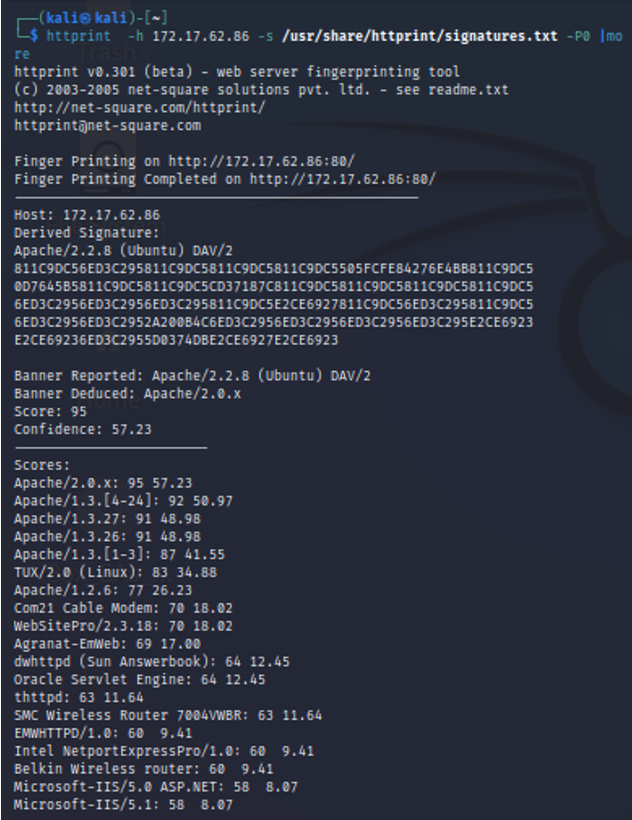 ┌──(kali㉿kali)-[~]
└─$ httprint  -h 172.17.62.86 -s /usr/share/httprint/signatures.txt -P0 |mo
re
httprint v0.301 (beta) - web server fingerprinting tool
(c) 2003-2005 net-square solutions pvt. ltd. - see readme.txt
http://net-square.com/httprint/
httprint@net-square.com

Finger Printing on http://172.17.62.86:80/
Finger Printing Completed on http://172.17.62.86:80/
Host: 172.17.62.86
Derived Signature:
Apache/2.2.8 (Ubuntu) DAV/2
811C9DC56ED3C295811C9DC5811C9DC5811C9DC5505FCFE84276E4BB811C9DC5
0D7645B5811C9DC5811C9DC5CD37187C811C9DC5811C9DC5811C9DC5811C9DC5
6ED3C2956ED3C2956ED3C295811C9DC5E2CE6927811C9DC56ED3C295811C9DC5
6ED3C2956ED3C2952A200B4C6ED3C2956ED3C2956ED3C2956ED3C295E2CE6923
E2CE69236ED3C2955D0374DBE2CE6927E2CE6923

Banner Reported: Apache/2.2.8 (Ubuntu) DAV/2
Banner Deduced: Apache/2.0.x
Score: 95
Confidence: 57.23
Scores:
Apache/2.0.x: 95 57.23
Apache/1.3.[4-24]: 92 50.97
Apache/1.3.27: 91 48.98
Apache/1.3.26: 91 48.98
Apache/1.3.[1-3]: 87 41.55
TUX/2.0 (Linux): 83 34.88
Apache/1.2.6: 77 26.23
Com21 Cable Modem: 70 18.02
WebSitePro/2.3.18: 70 18.02
Agranat-EmWeb: 69 17.00
dwhttpd (Sun Answerbook): 64 12.45
Oracle Servlet Engine: 64 12.45
thttpd: 63 11.64
SMC Wireless Router 7004VWBR: 63 11.64
EMWHTTPD/1.0: 60  9.41
Intel NetportExpressPro/1.0: 60  9.41
Belkin Wireless router: 60  9.41
Microsoft-IIS/5.0 ASP.NET: 58  8.07
Microsoft-IIS/5.1: 58  8.07